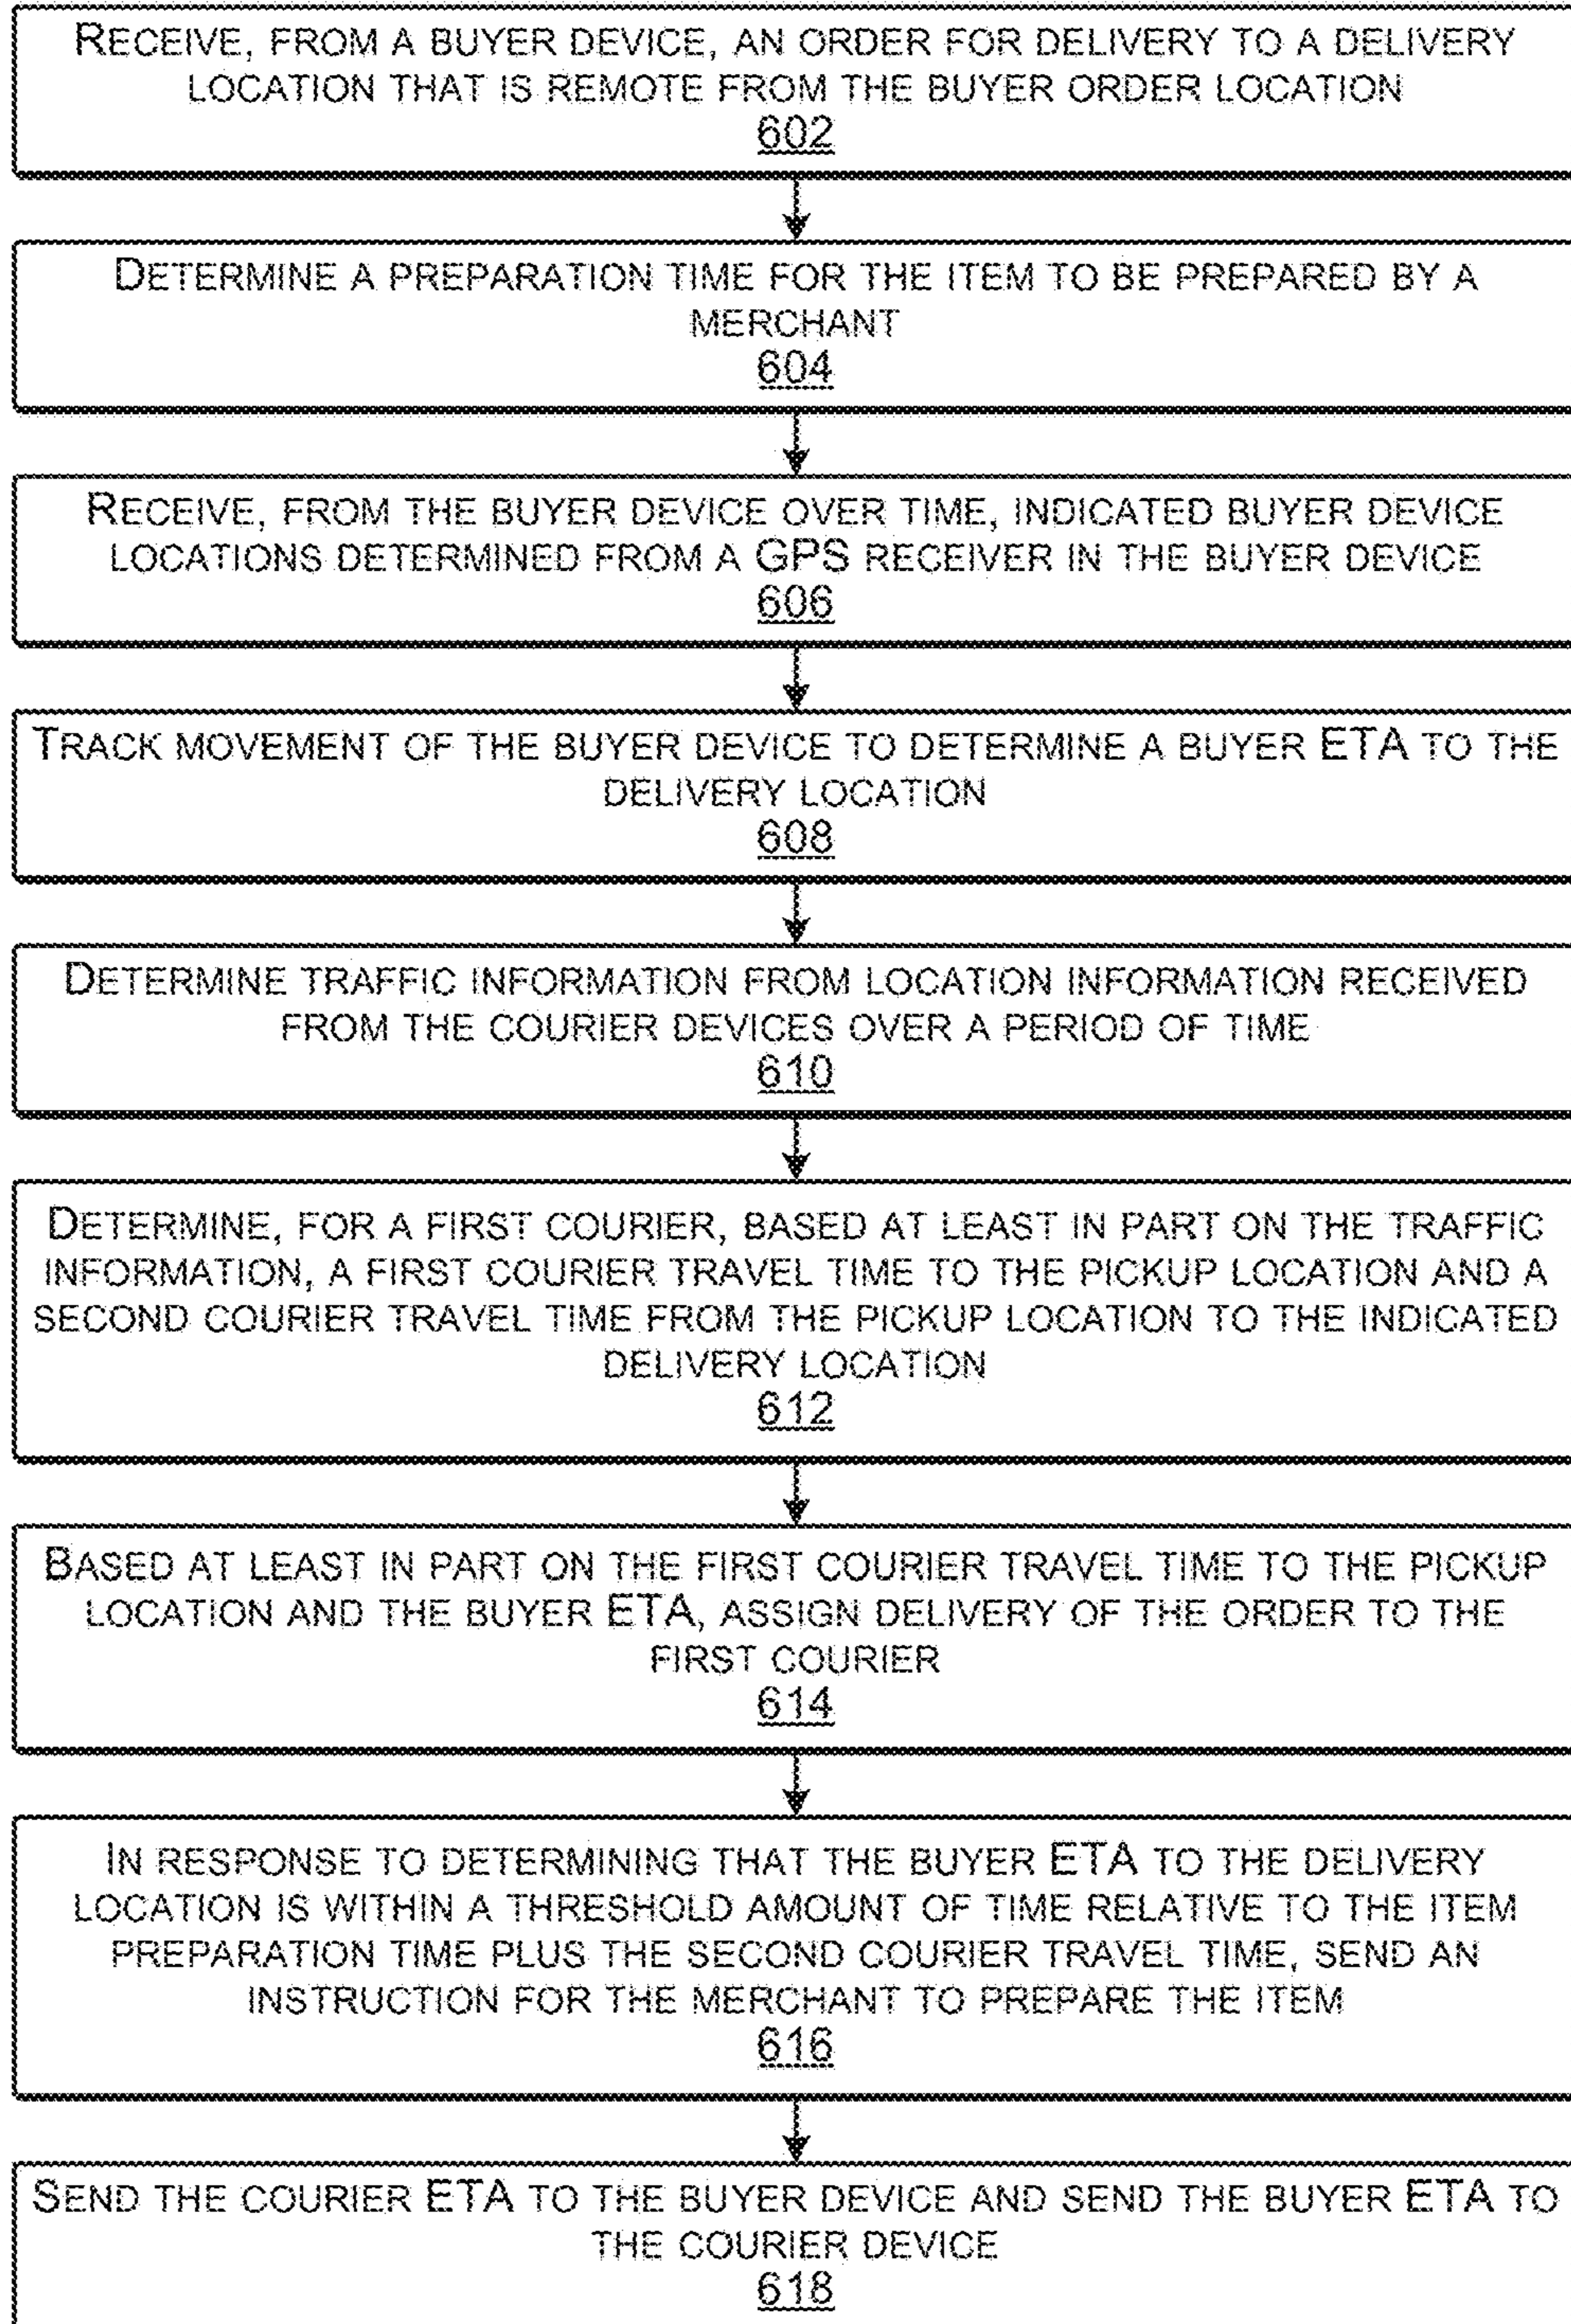 RECEIVE, FROM A BUYER DEVICE, AN ORDER FOR DELIVERY TO A DELIVERY
LOCATION THAT IS REMOTE FROM THE BUYER ORDER LOCATION
602
DETERMINE A PREPARATION TIME FOR THE ITEM TO BE PREPARED BY A
MERCHANT
604
RECEIVE, FROM THE BUYER DEVICE OVER TIME, INDICATED BUYER DEVICE
LOCATIONS DETERMINED FROM A GPS RECEIVER IN THE BUYER DEVICE
606
TRACK MOVEMENT OF THE BUYER DEVICE TO DETERMINE A BUYER ETA TO THE
DELIVERY LOCATION
608
DETERMINE TRAFFIC INFORMATION FROM LOCATION INFORMATION RECEIVED
FROM THE COURIER DEVICES OVER A PERIOD OF TIME
610
DETERMINE, FOR A FIRST COURIER, BASED AT LEAST IN PART ON THE TRAFFIC
INFORMATION, A FIRST COURIER TRAVEL TIME TO THE PICKUP LOCATION AND A
SECOND COURIER TRAVEL TIME FROM THE PICKUP LOCATION TO THE INDICATED
DELIVERY LOCATION
612
BASED AT LEAST IN PART ON THE FIRST COURIER TRAVEL TIME TO THE PICKUP
LOCATION AND THE BUYER ETA, ASSIGN DELIVERY OF THE ORDER TO THE
FIRST COURIER
614
IN RESPONSE TO DETERMINING THAT THE BUYER ETA TO THE DELIVERY
LOCATION IS WITHIN A THRESHOLD AMOUNT OF TIME RELATIVE TO THE ITEM
PREPARATION TIME PLUS THE SECOND COURIER TRAVEL TIME, SEND AN
INSTRUCTION FOR THE MERCHANT TO PREPARE THE ITEM
616
SEND THE COURIER ETA TO THE BUYER DEVICE AND SEND THE BUYER ETA TO
THE COURIER DEVICE
618